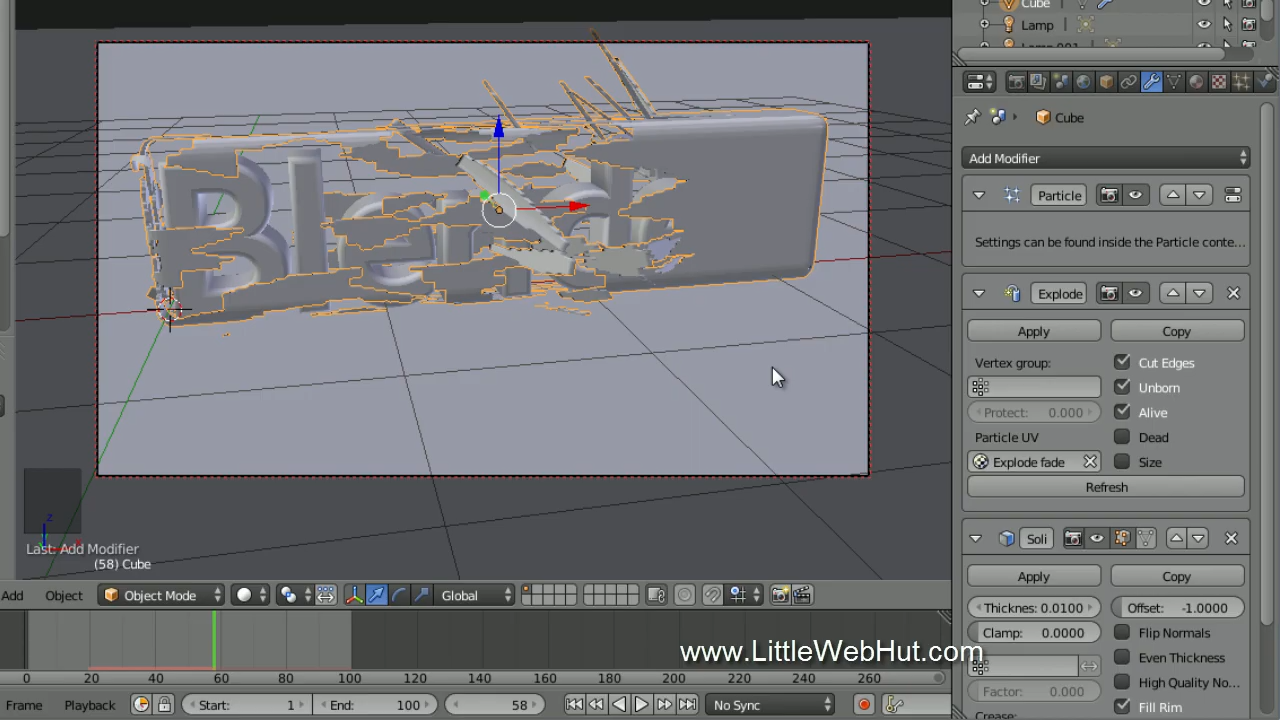 Cube
Lamp
Lamp.001
Cube
Add Modifier
Particle
Settings can be found inside the Particle conte...
Explode
Apply Copy
Vertex group: Cut Edges
Unborn
Protect: 0.000 Alive
Particle UV Dead
Explode fade Size
Refresh
Soli
Apply Copy
Thicknes: 0.0100 Offset: -1.0000
Clamp: 0.0000 Flip Normals
Even Thickness
High Quality No...
Factor: 0.000
Crease: Fill Rim
Blend
z
Last: Add Modifier
(58) Cube
Add Object Object Mode Global
www.LittleWebHut.com
0 20 40 60 80 100 120 140 160 180 200 220 240 260
Frame Playback Start: 1 End: 100 58 No Sync